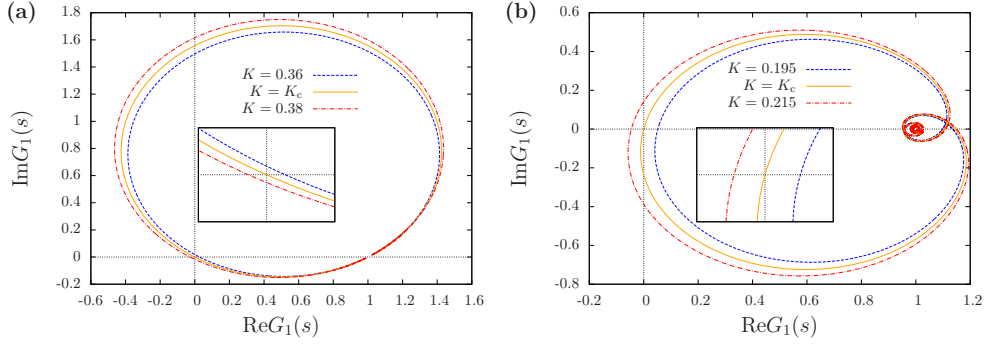 (a)
ImG₁(s)
1.8
1.6
1.4
1.2
1
0.8
0.6
0.4
0.2
0
-0.2
K = 0.36
K = Kc
K = 0.38
-0.6 -0.4 -0.2 0 0.2 0.4 0.6 0.8 1 1.2 1.4 1.6
ReG₁(s)
(b)
ImG₁(s)
0.6
0.4
0.2
0
-0.2
-0.4
-0.6
-0.8
K = 0.195
K = Kc
K = 0.215
-0.2 0 0.2 0.4 0.6 0.8 1 1.2
ReG₁(s)